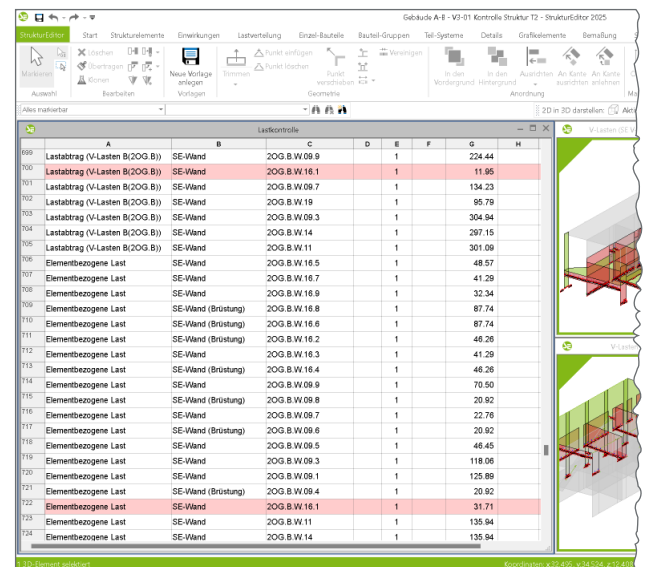 Gebäude A-B - V3-01 Kontrolle Struktur T2 - StrukturEditor 2025
StrukturEditor Start Strukturelemente Einwirkungen Lastverteilung Einzel-Bauteile Bauteil-Gruppen Teil-Systeme Details Grafikelemente Bemaßung
Markieren Löschen Übertragen Klonen Neue Vorlage anlegen Trimmen Punkt einfügen Punkt löschen Punkt verschieben Vereinigen In den Vordergrund In den Hintergrund Ausrichten An Kante ausrichten An Kante anlehnen
Auswahl Bearbeiten Vorlagen Geometrie Anordnung
Alles markierbar 2D in 3D darstellen:
Lastkontrolle
V-Lasten (SE
A B C D E F G H
699 Lastabtrag (V-Lasten B(2OG.B)) SE-Wand 2OG.B.W.09.9 1 224.44
700 Lastabtrag (V-Lasten B(2OG.B)) SE-Wand 2OG.B.W.16.1 1 11.95
701 Lastabtrag (V-Lasten B(2OG.B)) SE-Wand 2OG.B.W.09.7 1 134.23
702 Lastabtrag (V-Lasten B(2OG.B)) SE-Wand 2OG.B.W.19 1 95.79
703 Lastabtrag (V-Lasten B(2OG.B)) SE-Wand 2OG.B.W.09.3 1 304.94
704 Lastabtrag (V-Lasten B(2OG.B)) SE-Wand 2OG.B.W.14 1 297.15
705 Lastabtrag (V-Lasten B(2OG.B)) SE-Wand 2OG.B.W.11 1 301.09
706 Elementbezogene Last SE-Wand 2OG.B.W.16.5 1 48.57
707 Elementbezogene Last SE-Wand 2OG.B.W.16.7 1 41.29
708 Elementbezogene Last SE-Wand 2OG.B.W.16.9 1 32.34
709 Elementbezogene Last SE-Wand (Brüstung) 2OG.B.W.16.8 1 87.74
710 Elementbezogene Last SE-Wand (Brüstung) 2OG.B.W.16.6 1 87.74
711 Elementbezogene Last SE-Wand (Brüstung) 2OG.B.W.16.2 1 46.26
712 Elementbezogene Last SE-Wand 2OG.B.W.16.3 1 41.29
713 Elementbezogene Last SE-Wand (Brüstung) 2OG.B.W.16.4 1 46.26
714 Elementbezogene Last SE-Wand 2OG.B.W.09.9 1 70.50
715 Elementbezogene Last SE-Wand (Brüstung) 2OG.B.W.09.8 1 20.92
716 Elementbezogene Last SE-Wand 2OG.B.W.09.7 1 22.76
717 Elementbezogene Last SE-Wand (Brüstung) 2OG.B.W.09.6 1 20.92
718 Elementbezogene Last SE-Wand 2OG.B.W.09.5 1 46.45
719 Elementbezogene Last SE-Wand 2OG.B.W.09.3 1 118.06
720 Elementbezogene Last SE-Wand 2OG.B.W.09.1 1 125.89
721 Elementbezogene Last SE-Wand (Brüstung) 2OG.B.W.09.4 1 20.92
722 Elementbezogene Last SE-Wand 2OG.B.W.16.1 1 31.71
723 Elementbezogene Last SE-Wand 2OG.B.W.11 1 135.94
724 Elementbezogene Last SE-Wand 2OG.B.W.14 1 135.94
1 3D-Element selektiert